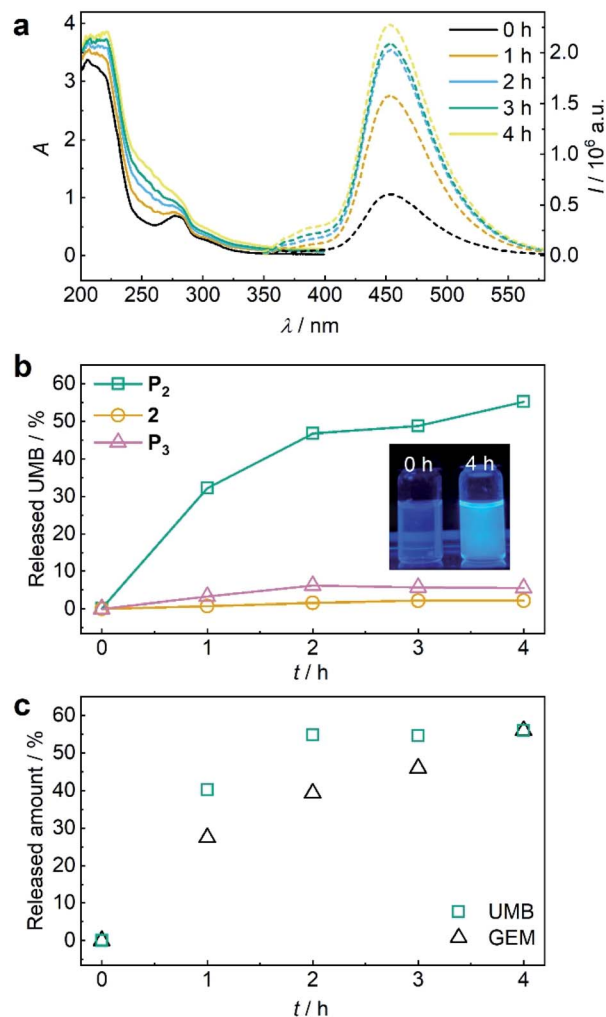 a
4
3
2
1
0
A
0 h
1 h
2 h
3 h
4 h
2.0
1.5
1.0
0.5
0.0
I / 10⁶ a.u.
200 250 300 350 400 450 500 550
λ / nm
b
60
50
40
30
20
10
0
Released UMB / %
P₂
2
P₃
0 h 4 h
0 1 2 3 4
t / h
c
60
50
40
30
20
10
0
Released amount / %
UMB
GEM
0 1 2 3 4
t / h